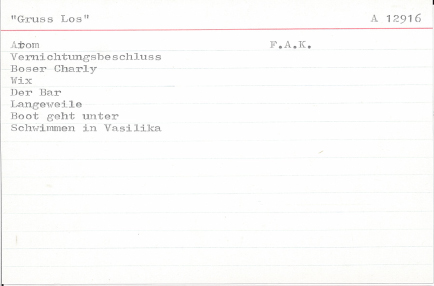 "Gruss Los" A 12916
Atom F.A.K.
Vernichtungsbeschluss
Boser Charly
Wix
Der Bar
Langeweile
Boot geht unter
Schwimmen in Vasilika